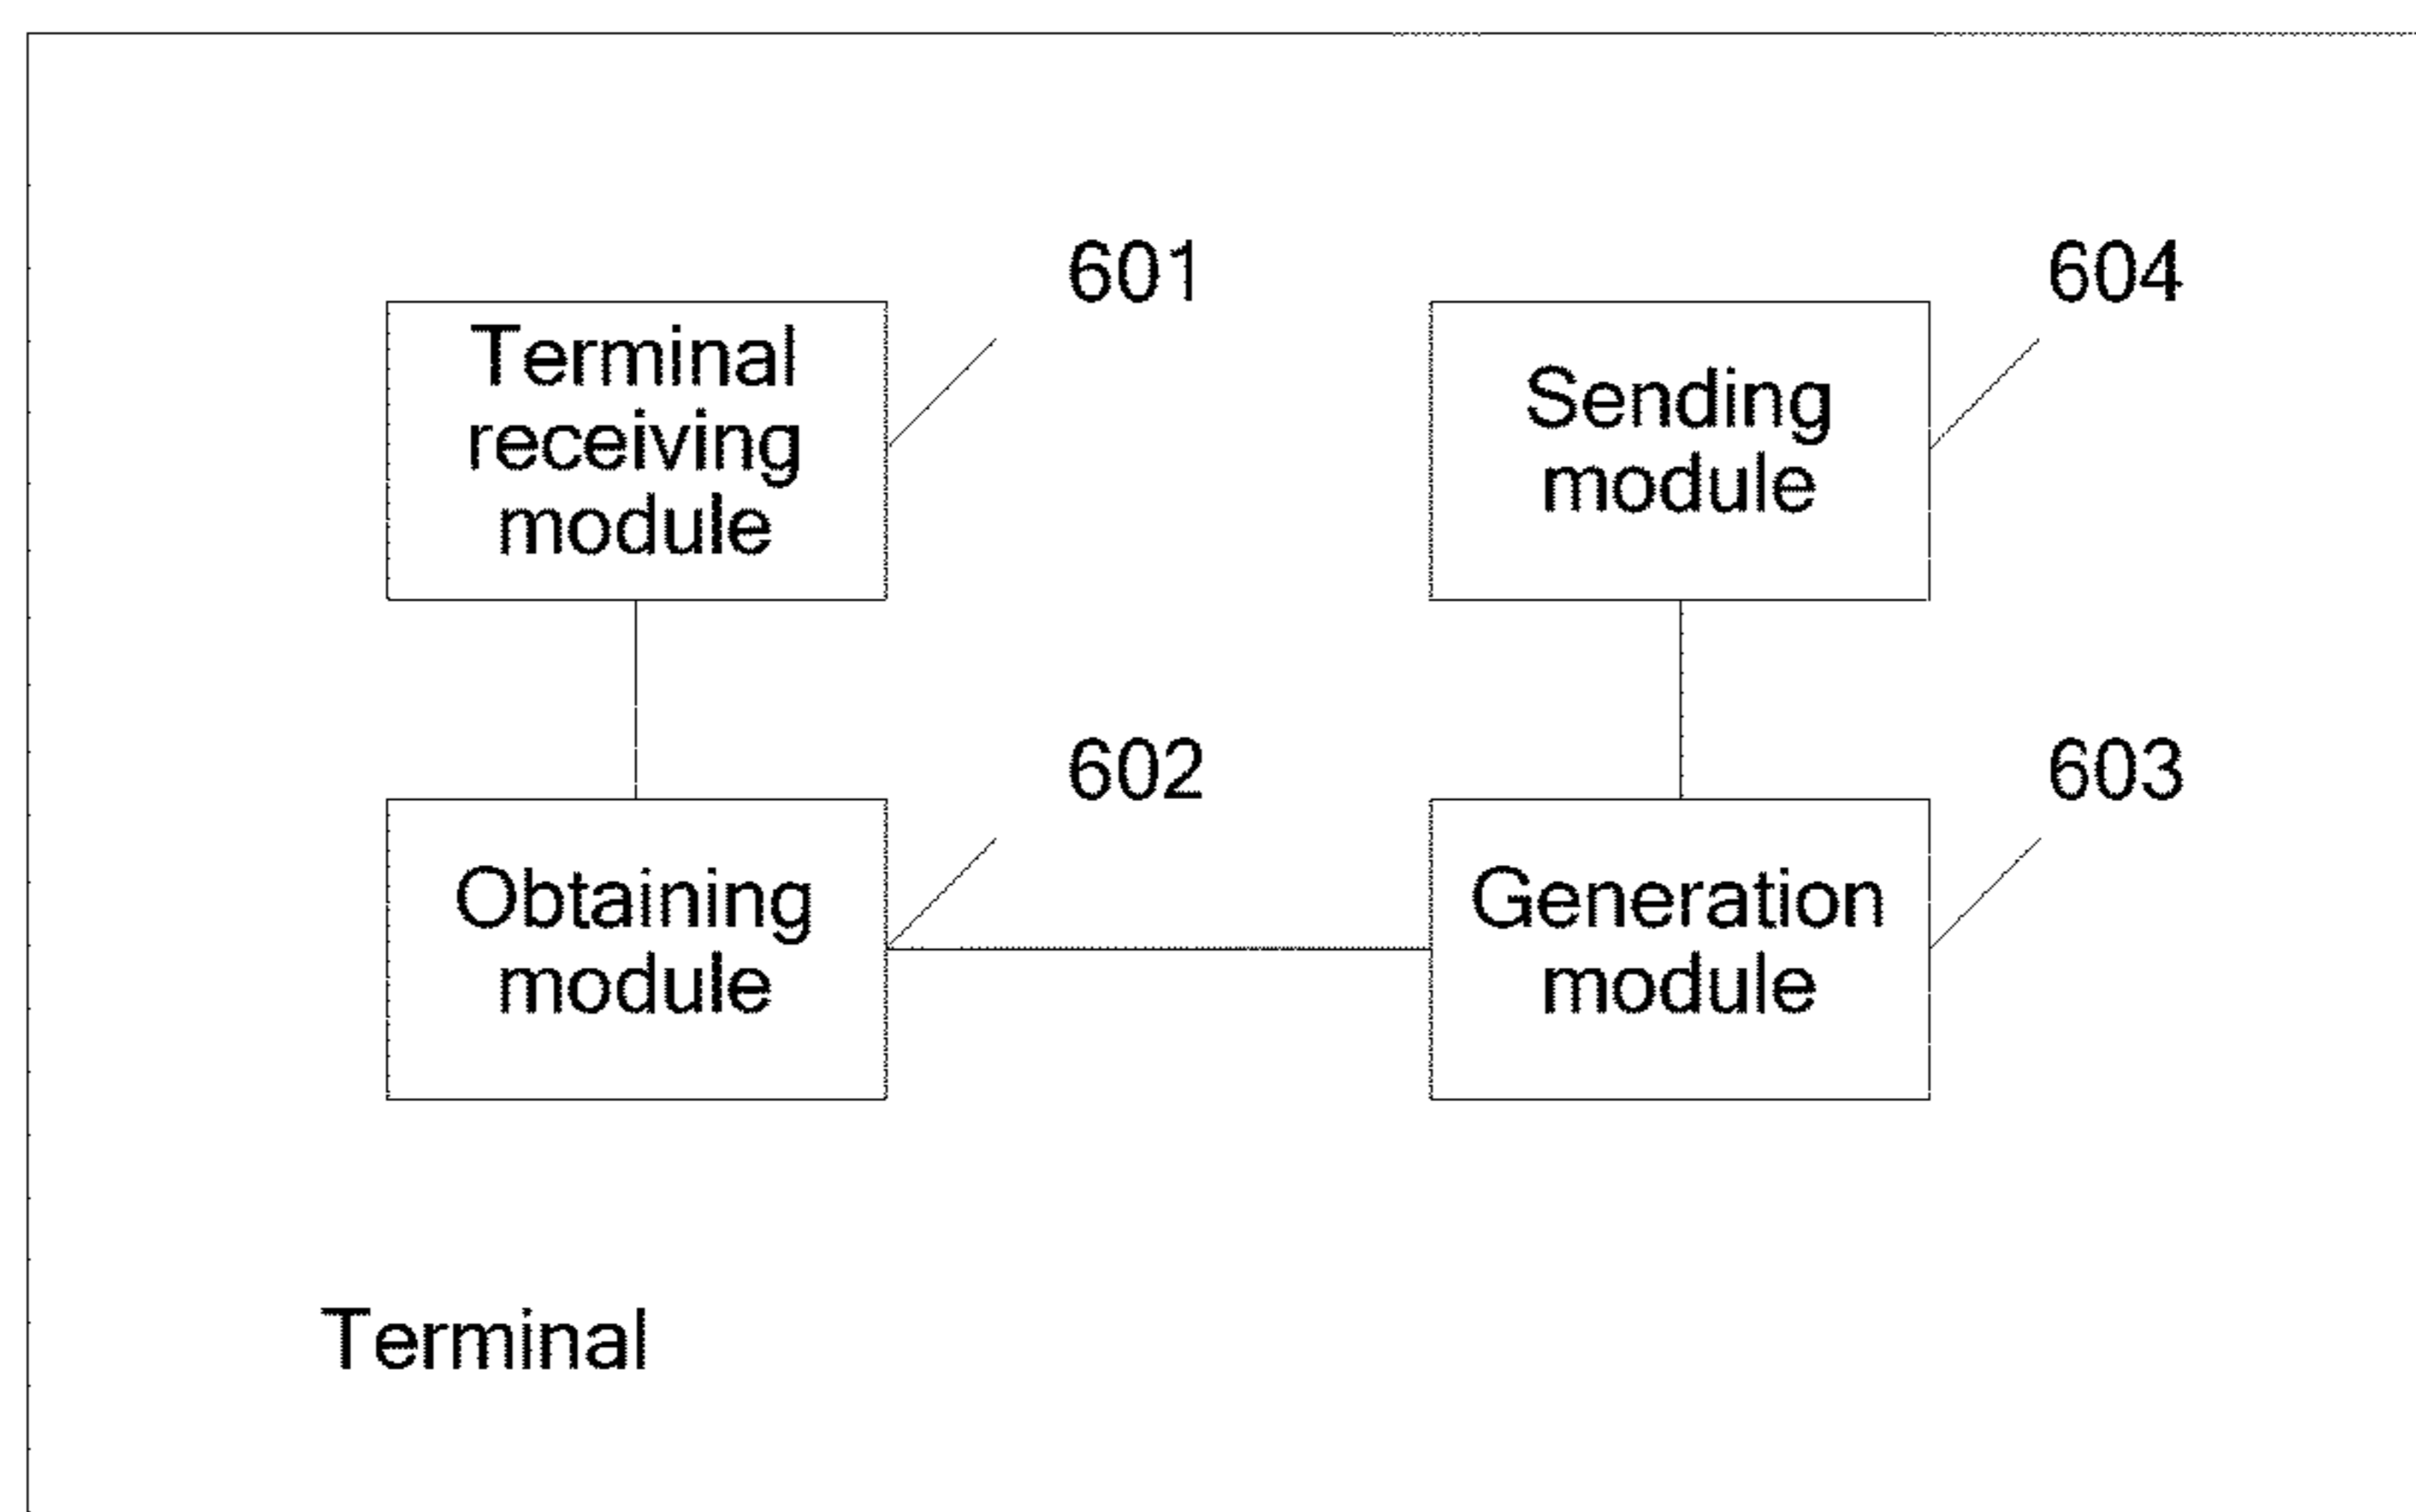 601
Terminal
receiving
module
604
Sending
module
602
Obtaining
module
603
Generation
module
Terminal